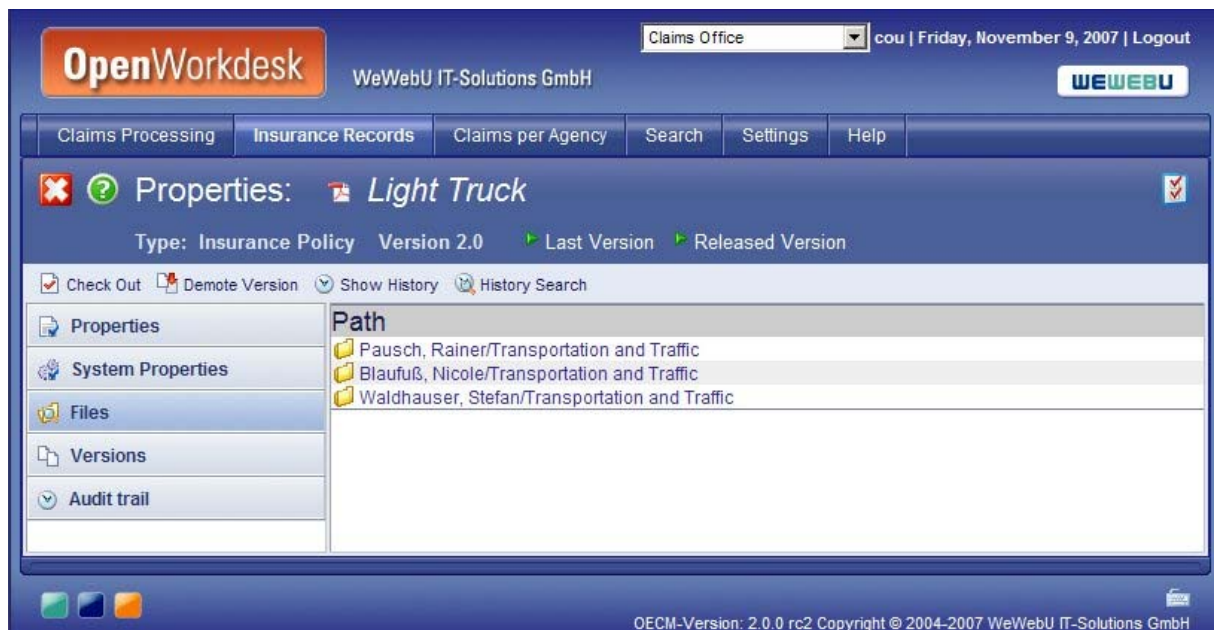 Claims Office cou | Friday, November 9, 2007 | Logout
OpenWorkdesk WeWebU IT-Solutions GmbH WEWEBU
Claims Processing Insurance Records Claims per Agency Search Settings Help
Properties: Light Truck
Type: Insurance Policy Version 2.0 Last Version Released Version
Check Out Demote Version Show History History Search
Properties
System Properties
Files
Versions
Audit trail
Path
Pausch, Rainer/Transportation and Traffic
Blaufuß, Nicole/Transportation and Traffic
Waldhauser, Stefan/Transportation and Traffic
OECM-Version: 2.0.0 rc2 Copyright © 2004-2007 WeWebU IT-Solutions GmbH